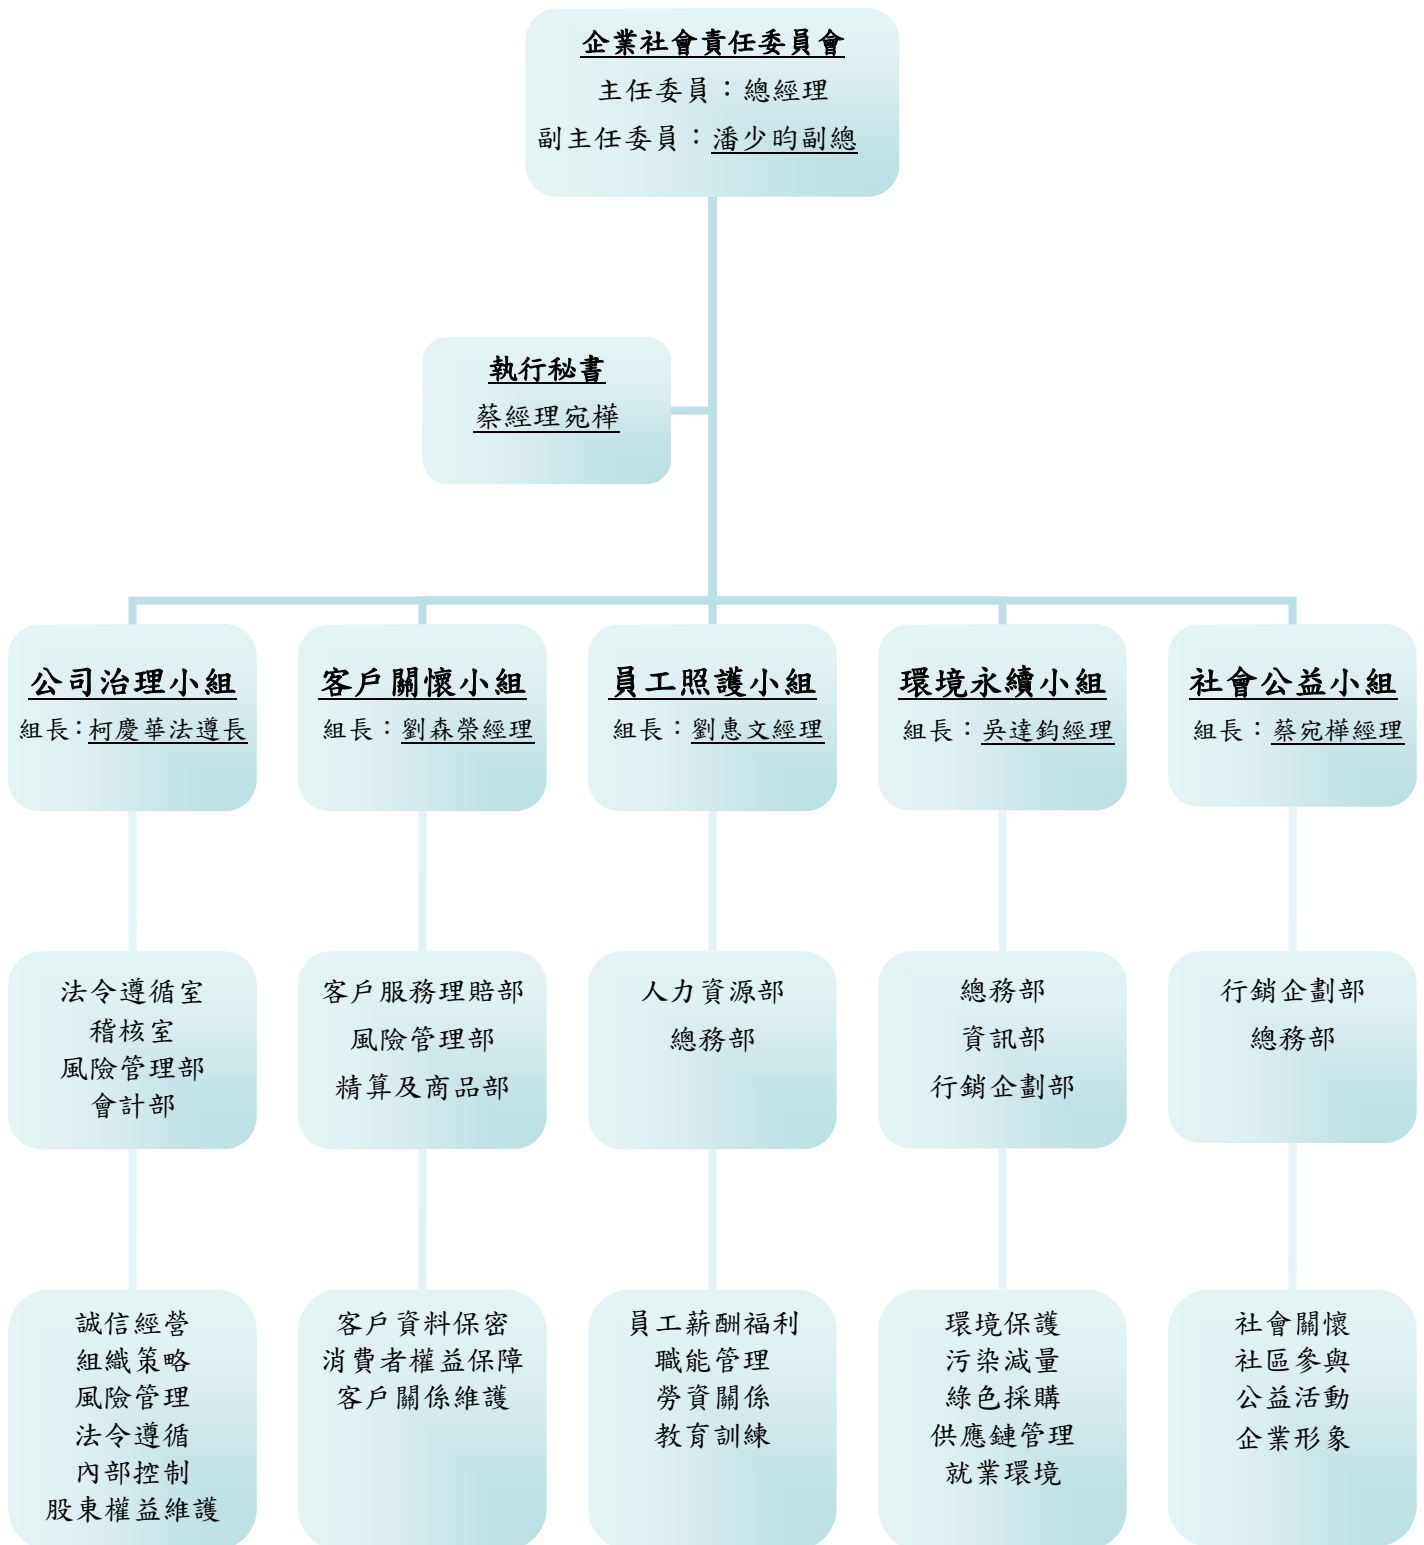 企業社會責任委員會
主任委員：總經理
副主任委員：潘少昀副總
執行秘書
蔡經理宛樺
公司治理小組
組長：柯慶華法遵長
客戶關懷小組
組長：劉森榮經理
員工照護小組
組長：劉惠文經理
環境永續小組
組長：吳達鈞經理
社會公益小組
組長：蔡宛樺經理
法令遵循室
稽核室
風險管理部
會計部
客戶服務理賠部
風險管理部
精算及商品部
人力資源部
總務部
總務部
資訊部
行銷企劃部
行銷企劃部
總務部
誠信經營
組織策略
風險管理
法令遵循
內部控制
股東權益維護
客戶資料保密
消費者權益保障
客戶關係維護
員工薪酬福利
職能管理
勞資關係
教育訓練
環境保護
污染減量
綠色採購
供應鏈管理
就業環境
社會關懷
社區參與
公益活動
企業形象